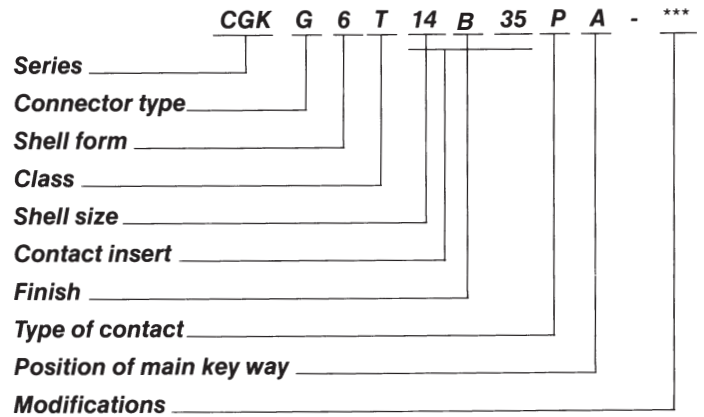 CGK G 6 T 14 B 35 P A - ***
Series
Connector type
Shell form
Class
Shell size
Contact insert
Finish
Type of contact
Position of main key way
Modifications